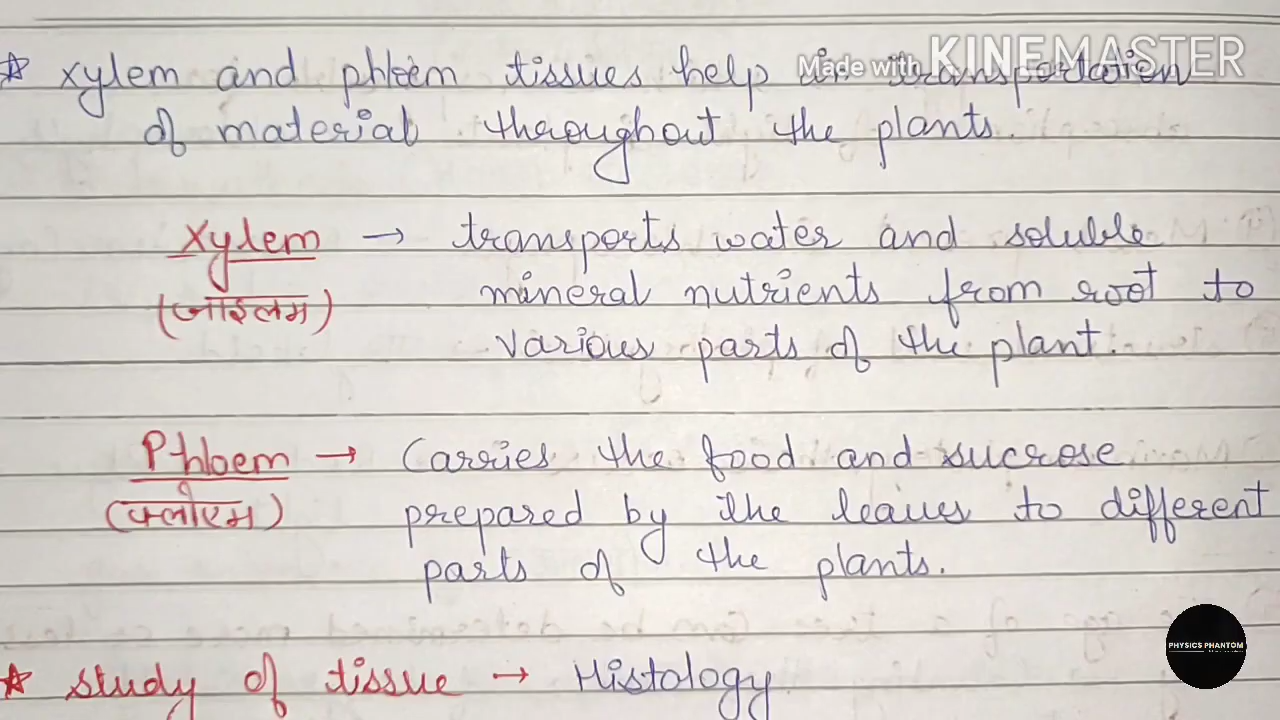 ☆ xylem and phloem tissues help in transportation
Made with KINEMASTER
of material throughout the plants.
Xylem → transports water and soluble
(जाइलम) mineral nutrients from root to
various parts of the plant.
Phloem → Carries the food and sucrose
(फ्लोएम) prepared by the leaves to different
parts of the plants.
PHYSICS PHANTOM
☆ study of tissue → Histology